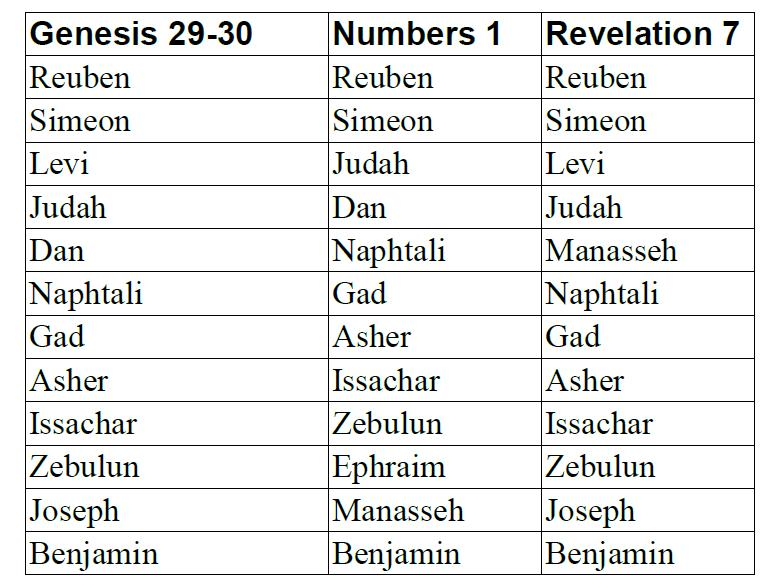 Genesis 29-30 Numbers 1 Revelation 7
Reuben Reuben Reuben
Simeon Simeon Simeon
Levi Judah Levi
Judah Dan Judah
Dan Naphtali Manasseh
Naphtali Gad Naphtali
Gad Asher Gad
Asher Issachar Asher
Issachar Zebulun Issachar
Zebulun Ephraim Zebulun
Joseph Manasseh Joseph
Benjamin Benjamin Benjamin